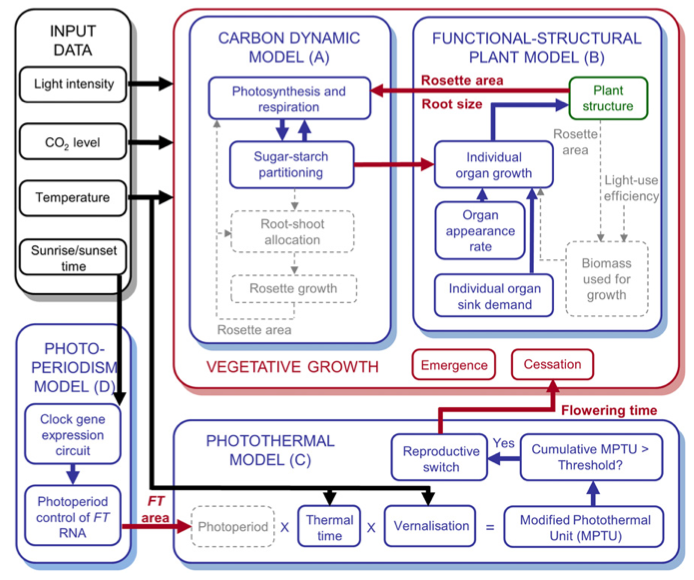 INPUT
DATA
Light intensity
CO2 level
Temperature
Sunrise/sunset
time
CARBON DYNAMIC
MODEL (A)
Photosynthesis and
respiration
Sugar-starch
partitioning
Root-shoot
allocation
Rosette growth
Rosette area
FUNCTIONAL-STRUCTURAL
PLANT MODEL (B)
Rosette area
Root size
Plant
structure
Individual
organ growth
Rosette
area
Light-use
efficiency
Organ
appearance
rate
Individual organ
sink demand
Biomass
used for
growth
VEGETATIVE GROWTH
Emergence
Cessation
Flowering time
PHOTO-
PERIODISM
MODEL (D)
Clock gene
expression
circuit
Photoperiod
control of FT
RNA
FT
area
PHOTOTHERMAL
MODEL (C)
Reproductive
switch
Yes
Cumulative MPTU >
Threshold?
Photoperiod
X
Thermal
time
X
Vernalisation
=
Modified Photothermal
Unit (MPTU)